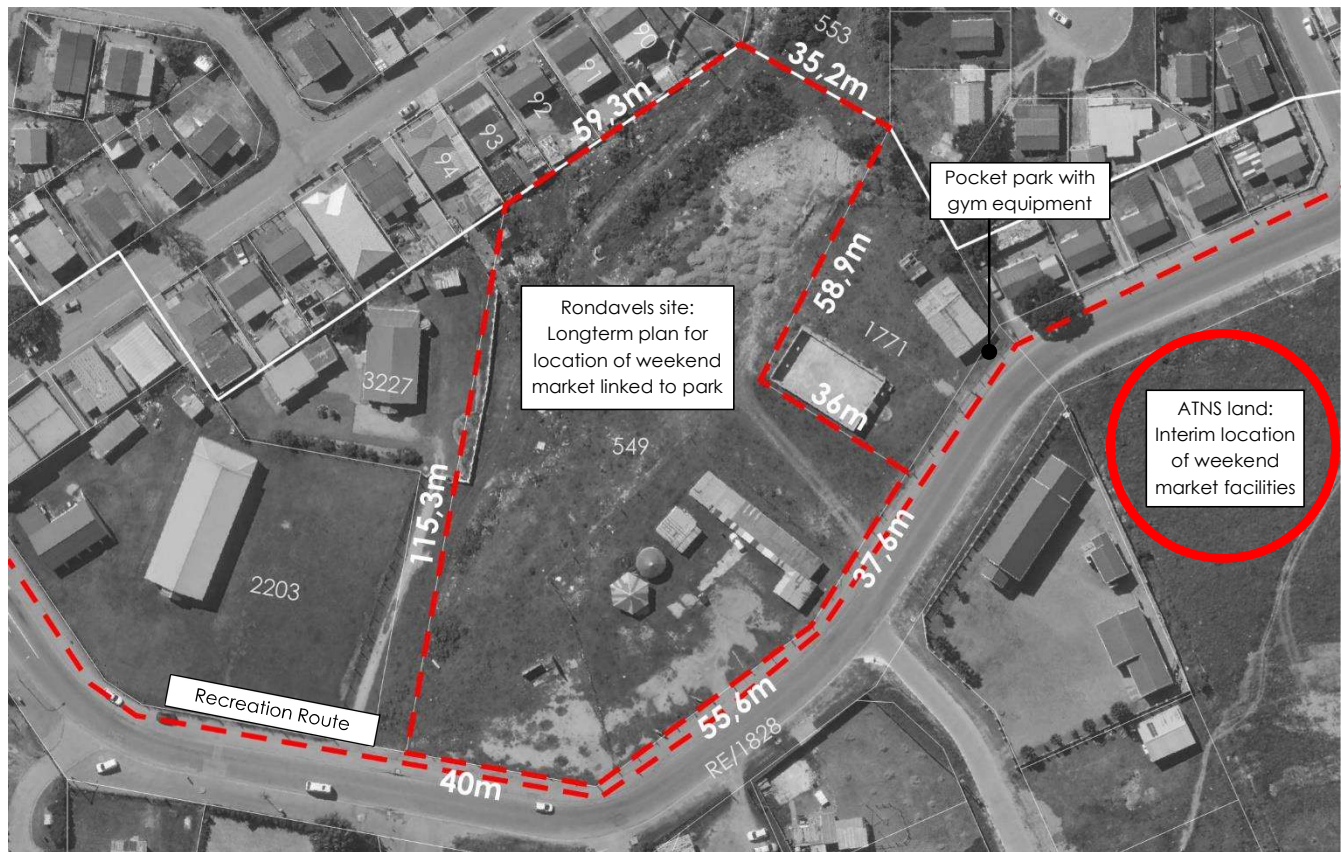 553
35,2m
90
91
59,3m
92
93
94
Pocket park with
gym equipment
58,9m
1771
Rondavels site:
Longterm plan for
location of weekend
market linked to park
3227
36m
ATNS land:
Interim location
of weekend
market facilities
549
115,3m
37,6m
2203
Recreation Route
55,6m
RE/1828
40m